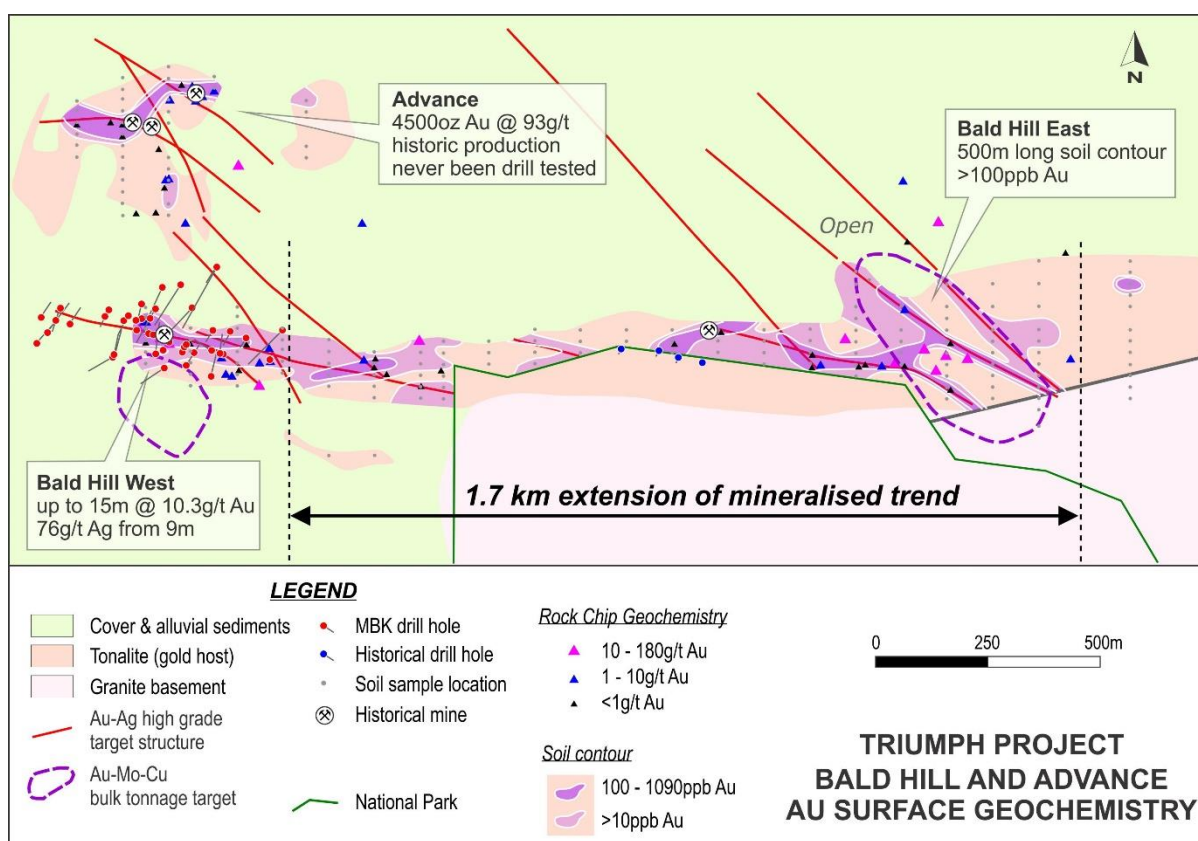 N
Advance
4500oz Au @ 93g/t
historic production
never been drill tested
Bald Hill East
500m long soil contour
>100ppb Au
Open
Bald Hill West
up to 15m @ 10.3g/t Au
76g/t Ag from 9m
1.7 km extension of mineralised trend
LEGEND
Cover & alluvial sediments
Tonalite (gold host)
Granite basement
Au-Ag high grade
target structure
Au-Mo-Cu
bulk tonnage target
MBK drill hole
Historical drill hole
Soil sample location
Historical mine
National Park
Rock Chip Geochemistry
10 - 180g/t Au
1 - 10g/t Au
<1g/t Au
Soil contour
100 - 1090ppb Au
>10ppb Au
0 250 500m
TRIUMPH PROJECT
BALD HILL AND ADVANCE
AU SURFACE GEOCHEMISTRY